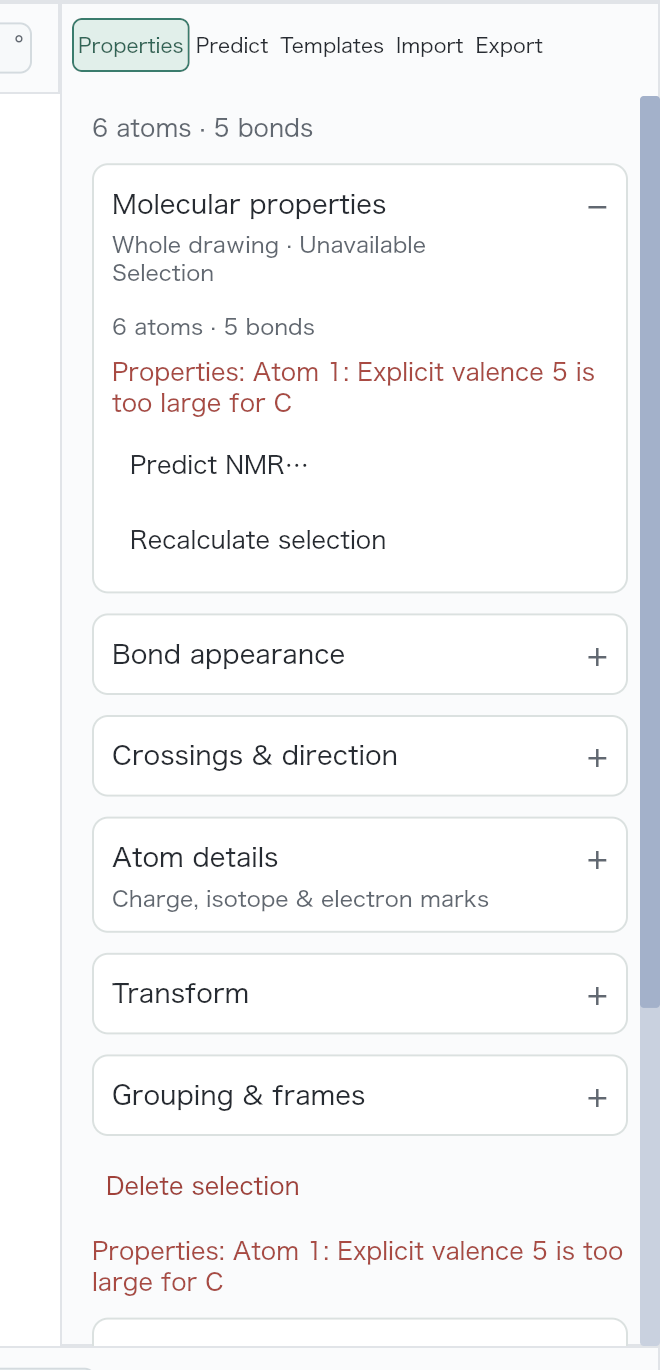 °
Properties Predict Templates Import Export
6 atoms · 5 bonds
Molecular properties −
Whole drawing · Unavailable
Selection
6 atoms · 5 bonds
Properties: Atom 1: Explicit valence 5 is
too large for C
Predict NMR···
Recalculate selection
Bond appearance +
Crossings & direction +
Atom details +
Charge, isotope & electron marks
Transform +
Grouping & frames +
Delete selection
Properties: Atom 1: Explicit valence 5 is too
large for C